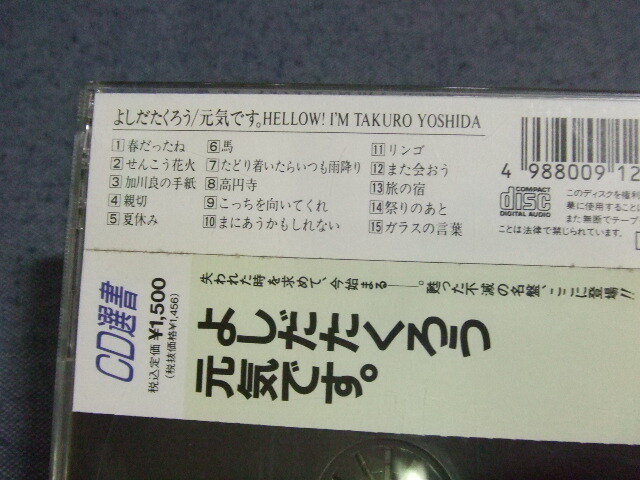 よしだたくろう/元気です。HELLOW! I'M TAKURO YOSHIDA
1 春だったね
2 せんこう花火
3 加川良の手紙
4 親切
5 夏休み
6 馬
7 たどり着いたらいつも雨降り
8 高円寺
9 こっちを向いてくれ
10 まにあうかもしれない
11 リンゴ
12 また会おう
13 旅の宿
14 祭りのあと
15 ガラスの言葉
4 988009 12
COMPACT
disc
DIGITAL AUDIO
このディスクを権利
業に使用すること
また無断でテープ
ことは法律で禁じられています。
CD選書
税込定価 ¥1,500
(税抜価格¥1,456)
失われた時を求めて、今始まる——。甦った不滅の名盤、ここに登場!!
よしだたくろう
元気です。